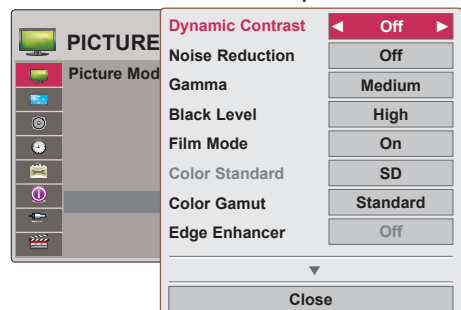 PICTURE
Picture Mod
Dynamic Contrast ◄ Off ►
Noise Reduction Off
Gamma Medium
Black Level High
Film Mode On
Color Standard SD
Color Gamut Standard
Edge Enhancer Off
▼
Close